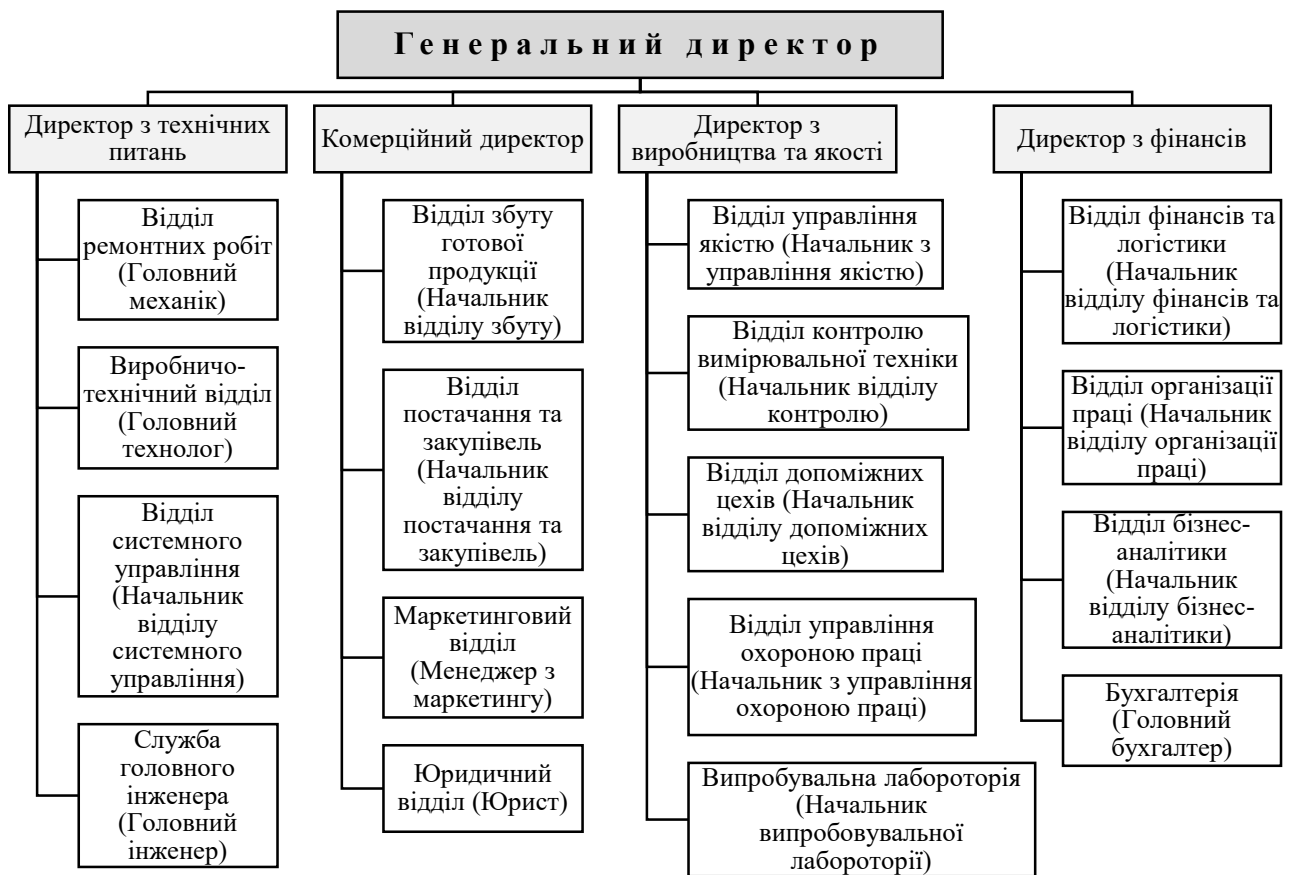 Генеральний директор
Директор з технічних
питань
Відділ
ремонтних робіт
(Головний
механік)
Виробничо-
технічний відділ
(Головний
технолог)
Відділ
системного
управління
(Начальник
відділу
системного
управління)
Служба
головного
інженера
(Головний
інженер)
Комерційний директор
Відділ збуту
готової
продукції
(Начальник
відділу збуту)
Відділ
постачання та
закупівель
(Начальник
відділу
постачання та
закупівель)
Маркетинговий
відділ
(Менеджер з
маркетингу)
Юридичний
відділ (Юрист)
Директор з
виробництва та якості
Відділ управління
якістю (Начальник з
управління якістю)
Відділ контролю
вимірювальної техніки
(Начальник відділу
контролю)
Відділ допоміжних
цехів (Начальник
відділу допоміжних
цехів)
Відділ управління
охороною праці
(Начальник з управління
охороною праці)
Випробувальна лабороторія
(Начальник
випробовувальної
лабороторії)
Директор з фінансів
Відділ фінансів та
логістики
(Начальник
відділу фінансів та
логістики)
Відділ організації
праці (Начальник
відділу організації
праці)
Відділ бізнес-
аналітики
(Начальник
відділу бізнес-
аналітики)
Бухгалтерія
(Головний
бухгалтер)